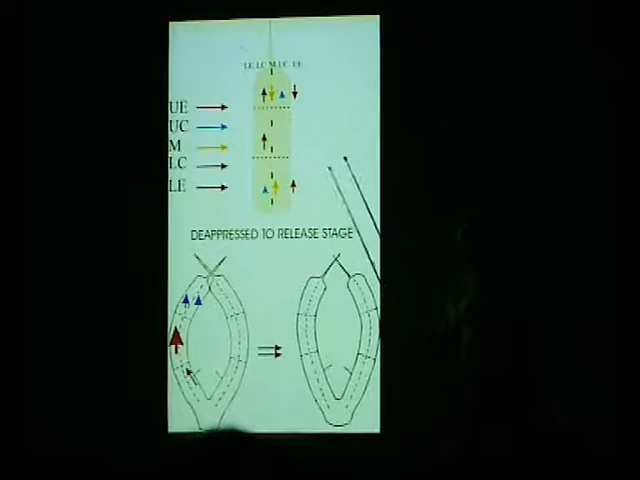 LE LC M UC UE
UE
UC
M
LC
LE
DEAPPRESSED TO RELEASE STAGE